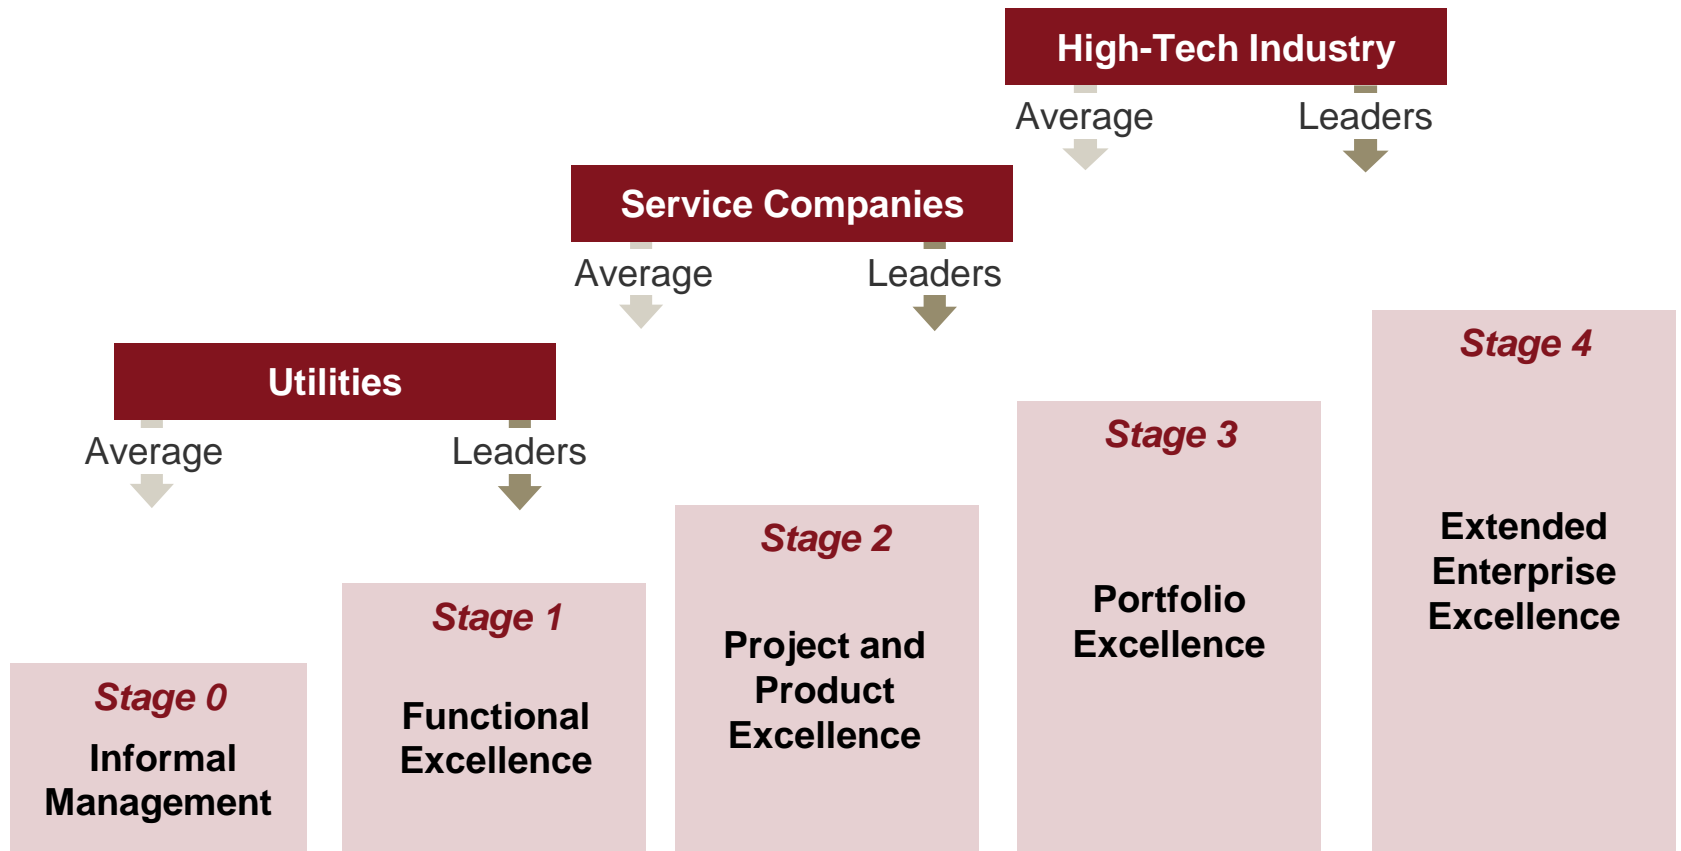 High-Tech Industry
Average
Leaders
Service Companies
Average
Leaders
Utilities
Average
Leaders
Stage 0
Informal
Management
Stage 1
Functional
Excellence
Stage 2
Project and
Product
Excellence
Stage 3
Portfolio
Excellence
Stage 4
Extended
Enterprise
Excellence